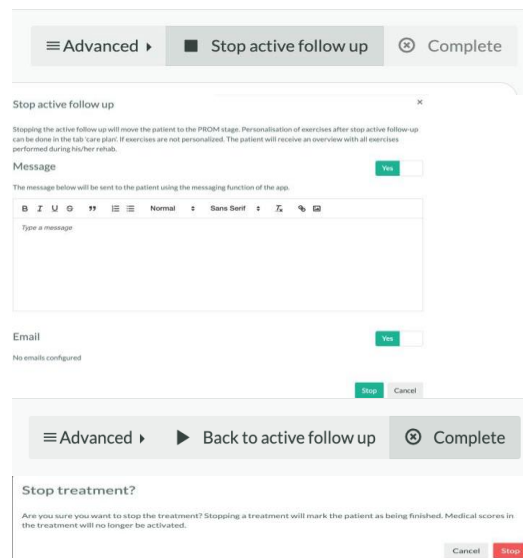 Advanced
Stop active follow up
Complete
Stop active follow up
Stopping the active follow up will move the patient to the PROM stage. Personalisation of exercises after stop active follow-up
can be done in the tab 'care plan'. If exercises are not personalized. The patient will receive an overview with all exercises
performed during his/her rehab.
Message
Yes
The message below will be sent to the patient using the messaging function of the app.
B I U S Normal Sans Serif
Type a message
Email
Yes
No emails configured
Stop Cancel
Advanced
Back to active follow up
Complete
Stop treatment?
Are you sure you want to stop the treatment? Stopping a treatment will mark the patient as being finished. Medical scores in
the treatment will no longer be activated.
Cancel Stop